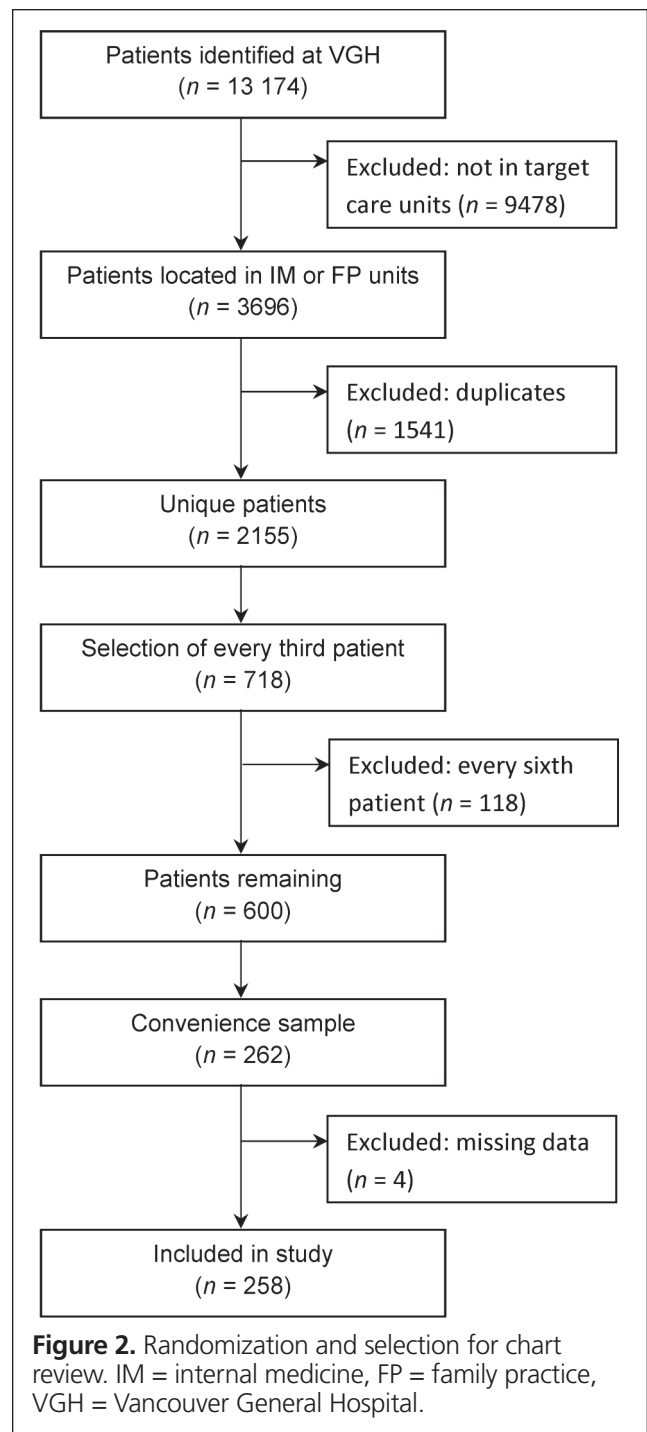 Patients identified at VGH
(n = 13 174)
Excluded: not in target
care units (n = 9478)
Patients located in IM or FP units
(n = 3696)
Excluded: duplicates
(n = 1541)
Unique patients
(n = 2155)
Selection of every third patient
(n = 718)
Excluded: every sixth
patient (n = 118)
Patients remaining
(n = 600)
Convenience sample
(n = 262)
Excluded: missing data
(n = 4)
Included in study
(n = 258)
Figure 2. Randomization and selection for chart
review. IM = internal medicine, FP = family practice,
VGH = Vancouver General Hospital.